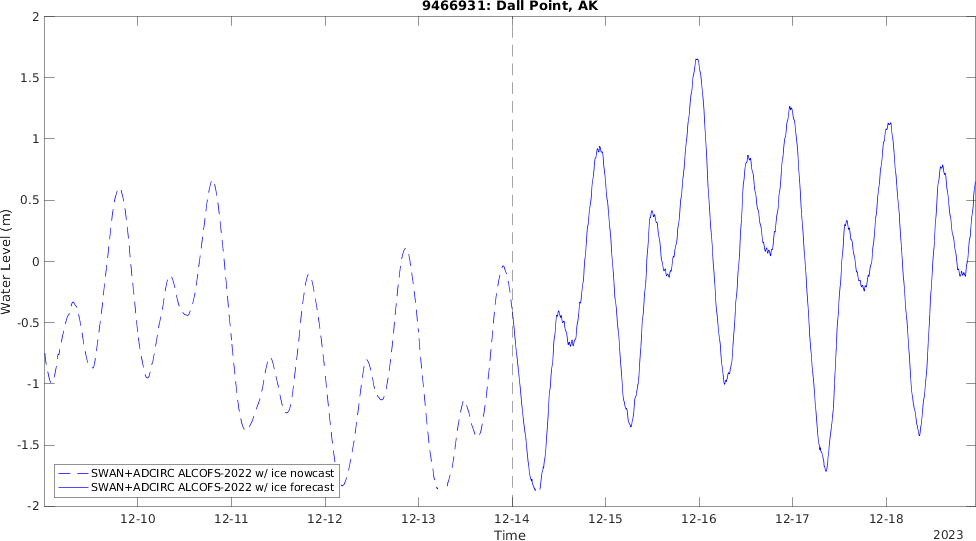 9466931: Dall Point, AK
2
1.5
1
0.5
0
-0.5
-1
-1.5
-2
Water Level (m)
SWAN+ADCIRC ALCOFS-2022 w/ ice nowcast
SWAN+ADCIRC ALCOFS-2022 w/ ice forecast
12-10 12-11 12-12 12-13 12-14 12-15 12-16 12-17 12-18
Time
2023